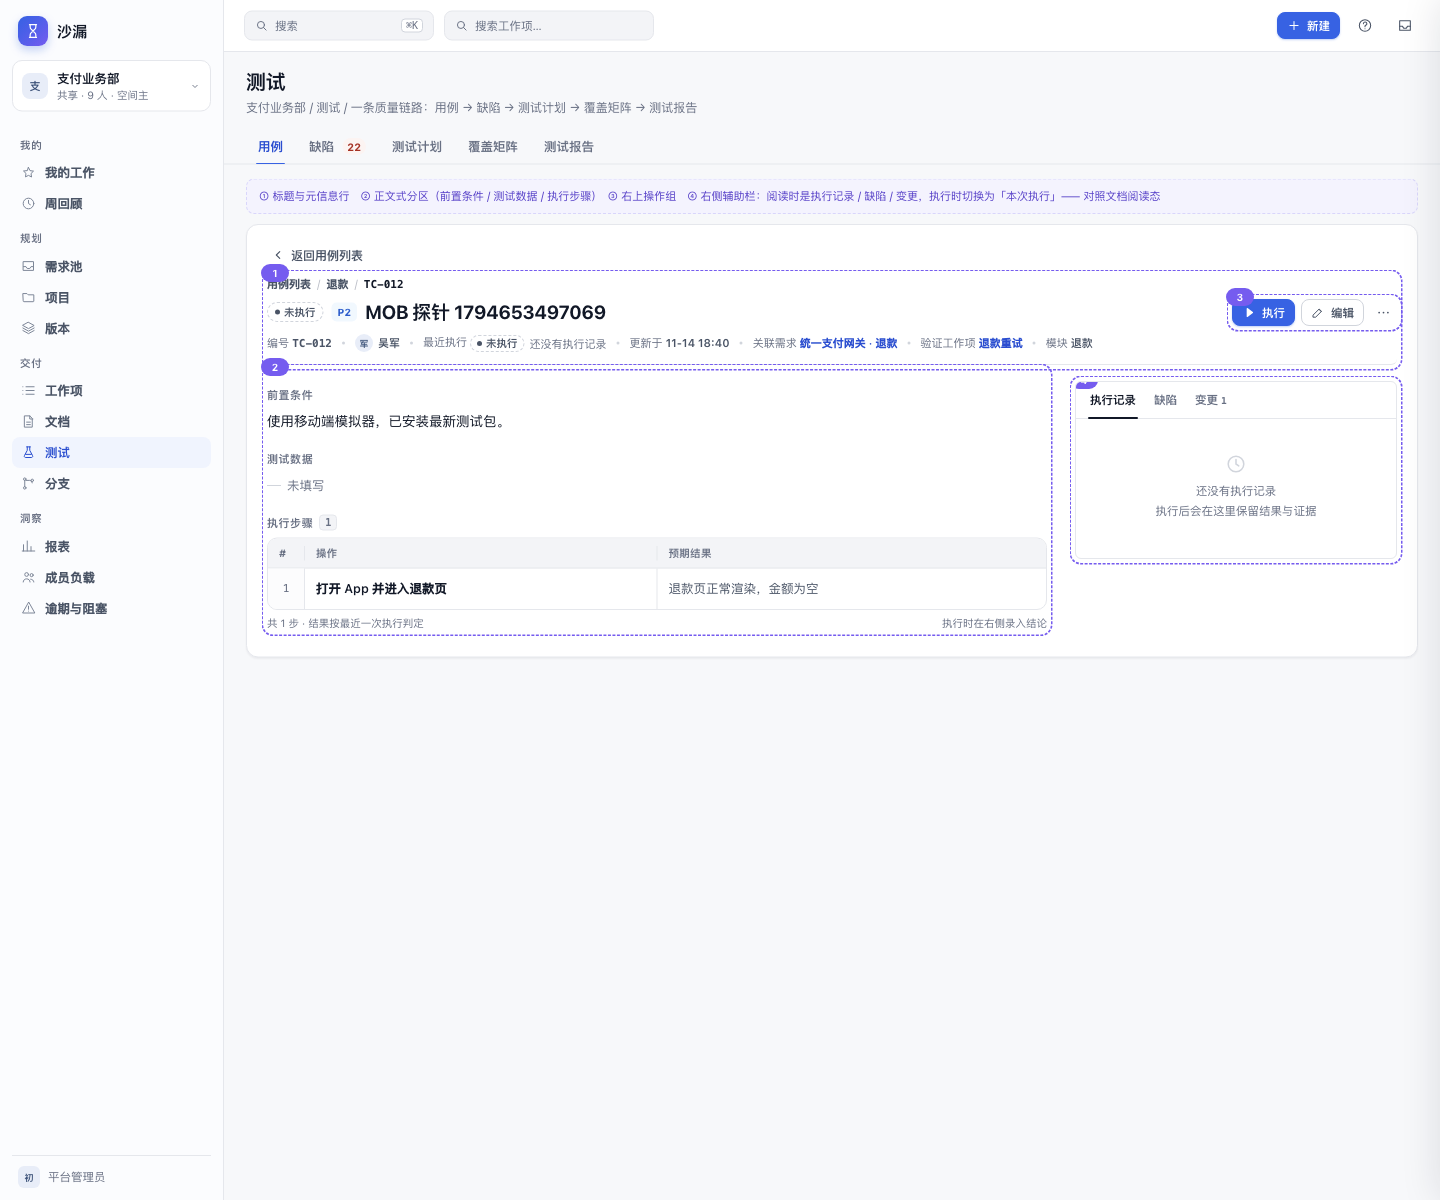 沙漏
支
支付业务部
共享 · 9 人 · 空间主
我的
我的工作
周回顾
规划
需求池
项目
版本
交付
工作项
文档
测试
分支
洞察
报表
成员负载
逾期与阻塞
初
平台管理员
搜索
⌘K
搜索工作项...
新建
测试
支付业务部 / 测试 / 一条质量链路：用例 → 缺陷 → 测试计划 → 覆盖矩阵 → 测试报告
用例
缺陷 22
测试计划
覆盖矩阵
测试报告
① 标题与元信息行 ② 正文式分区（前置条件 / 测试数据 / 执行步骤） ③ 右上操作组 ④ 右侧辅助栏：阅读时是执行记录 / 缺陷 / 变更，执行时切换为「本次执行」—— 对照文档阅读态
返回用例列表
1
用例列表 / 退款 / TC-012
未执行 P2 MOB 探针 1794653497069
3
执行
编辑
···
编号 TC-012 • 军 吴军 • 最近执行 未执行 还没有执行记录 • 更新于 11-14 18:40 • 关联需求 统一支付网关 · 退款 • 验证工作项 退款重试 • 模块 退款
2
前置条件
使用移动端模拟器，已安装最新测试包。
测试数据
— 未填写
执行步骤 1
# 操作 预期结果
1 打开 App 并进入退款页 退款页正常渲染，金额为空
共 1 步 · 结果按最近一次执行判定
执行时在右侧录入结论
执行记录 缺陷 变更 1
还没有执行记录
执行后会在这里保留结果与证据